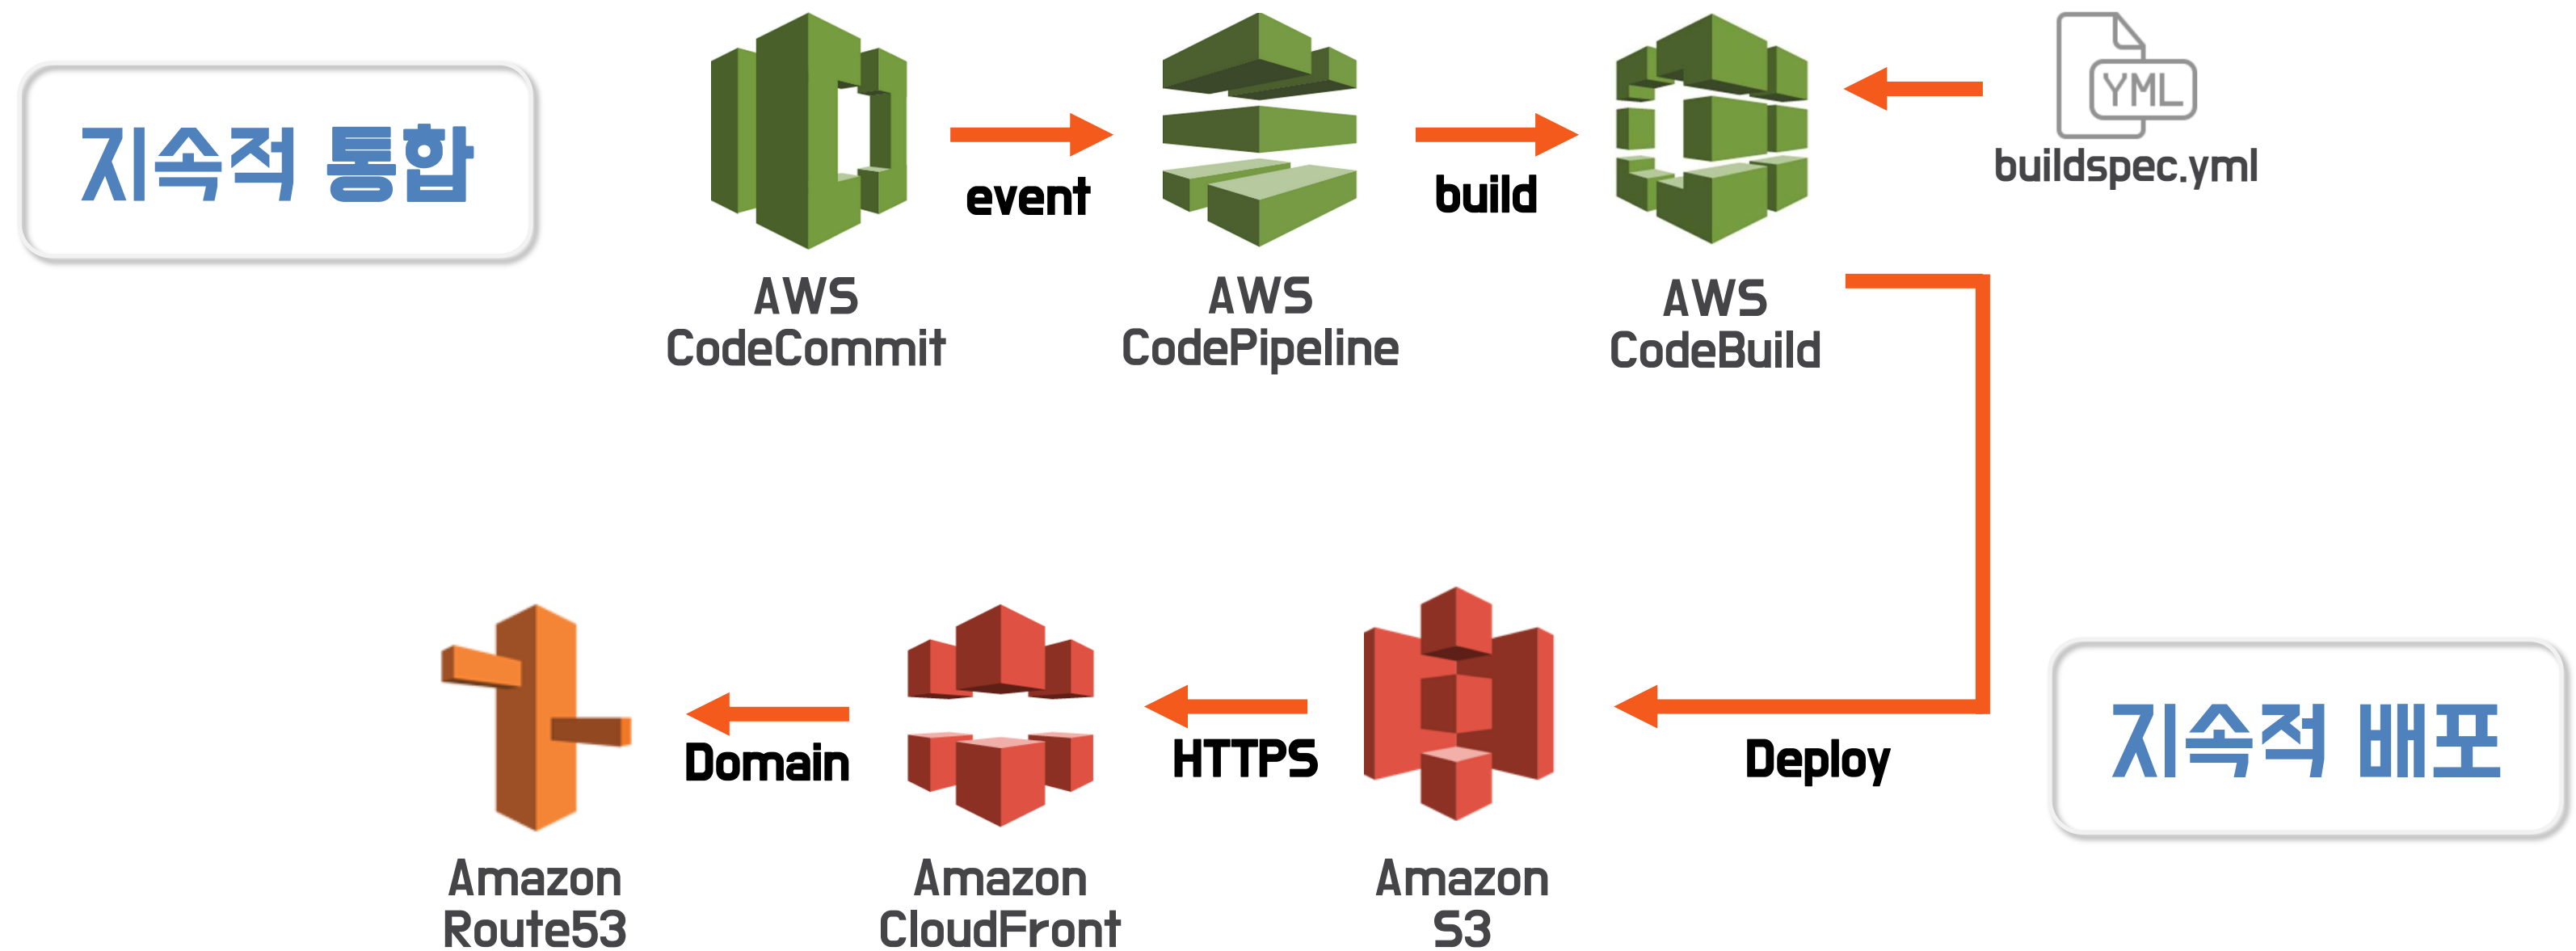 지속적 통합
event
build
YML
buildspec.yml
AWS
CodeCommit
AWS
CodePipeline
AWS
CodeBuild
Domain
HTTPS
Deploy
지속적 배포
Amazon
Route53
Amazon
CloudFront
Amazon
S3